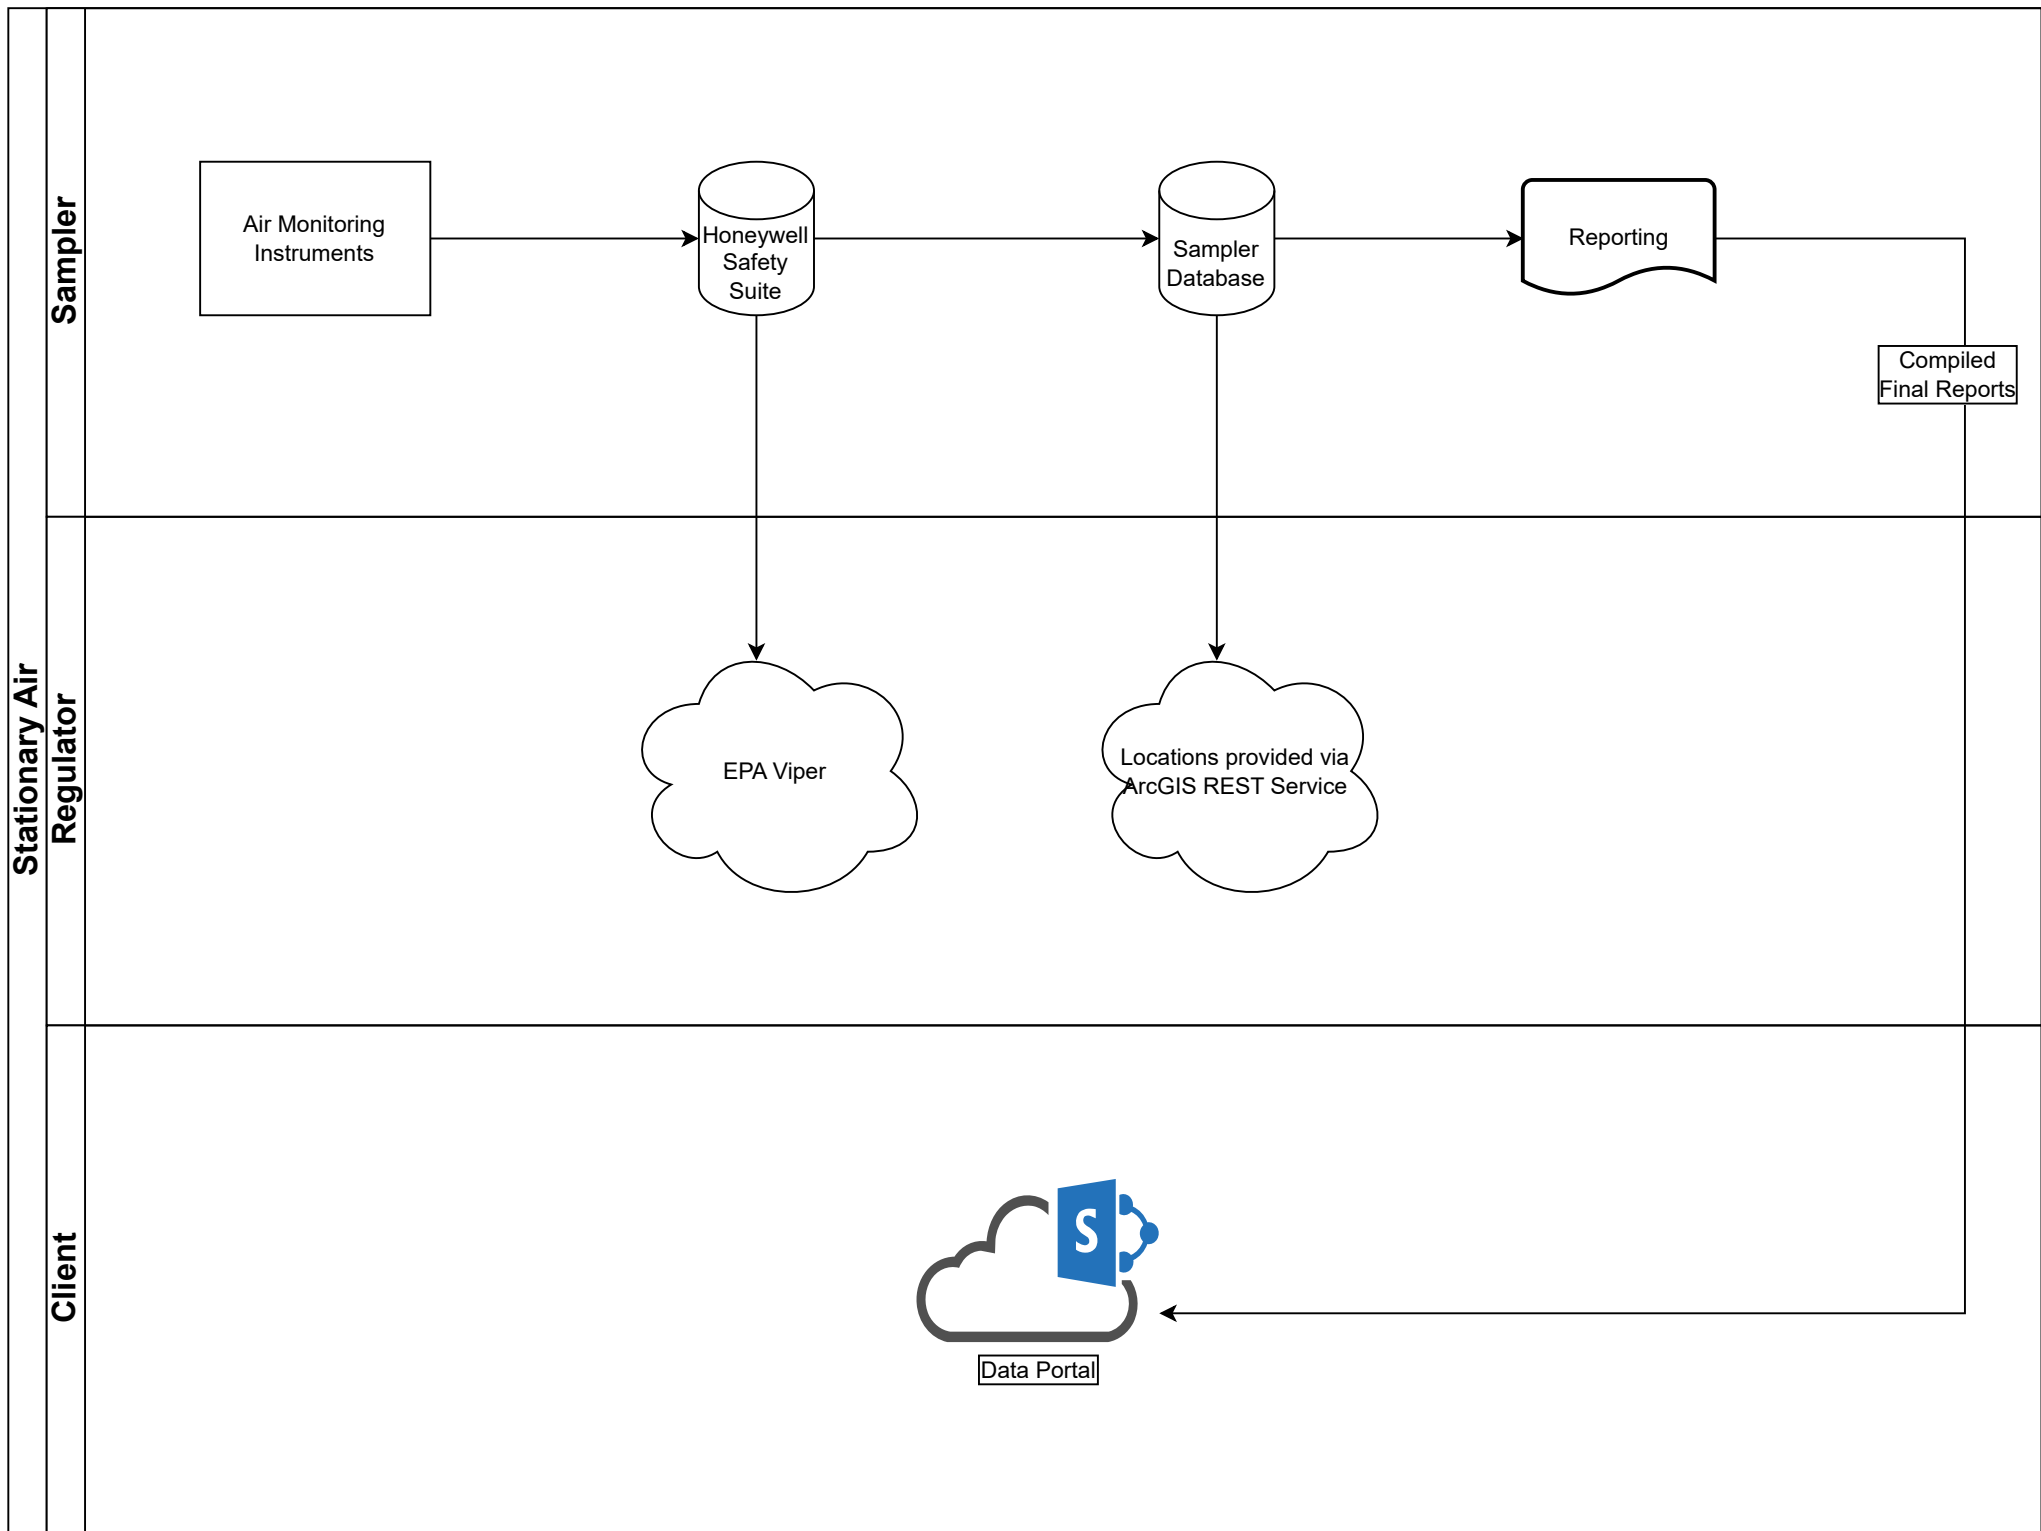 Stationary Air
Sampler
Air Monitoring
Instruments
Honeywell
Safety
Suite
Sampler
Database
Reporting
Compiled
Final Reports
Regulator
EPA Viper
Locations provided via
ArcGIS REST Service
Client
S
Data Portal